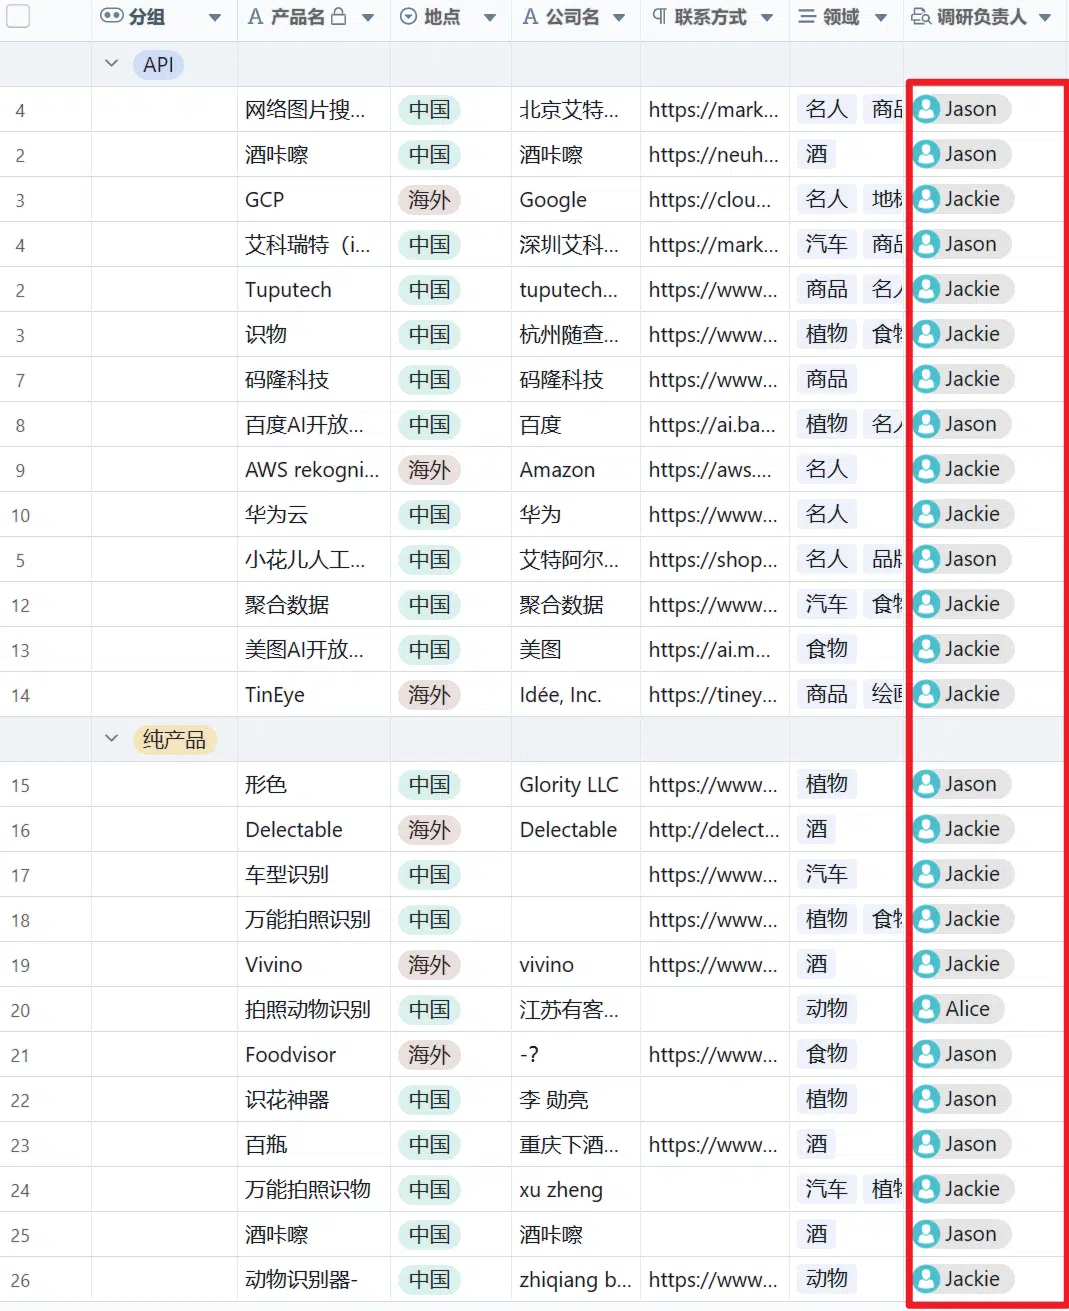 分组 产品名 地点 公司名 联系方式 领域 调研负责人
API
4 网络图片搜... 中国 北京艾特... https://mark... 名人 商品 Jason
2 酒咔嚓 中国 酒咔嚓 https://neuh... 酒 Jason
3 GCP 海外 Google https://clou... 名人 地标 Jackie
4 艾科瑞特（i... 中国 深圳艾科... https://mark... 汽车 商品 Jason
2 Tuputech 中国 tuputech... https://www... 商品 名人 Jackie
3 识物 中国 杭州随查... https://www... 植物 食物 Jackie
7 码隆科技 中国 码隆科技 https://www... 商品 Jackie
8 百度AI开放... 中国 百度 https://ai.ba... 植物 名人 Jason
9 AWS rekogni... 海外 Amazon https://aws.... 名人 Jackie
10 华为云 中国 华为 https://www... 名人 Jackie
5 小花儿人工... 中国 艾特阿尔... https://shop... 名人 品牌 Jason
12 聚合数据 中国 聚合数据 https://www... 汽车 食物 Jackie
13 美图AI开放... 中国 美图 https://ai.m... 食物 Jackie
14 TinEye 海外 Idée, Inc. https://tiney... 商品 绘画 Jackie
纯产品
15 形色 中国 Glority LLC https://www... 植物 Jason
16 Delectable 海外 Delectable http://delect... 酒 Jackie
17 车型识别 中国 https://www... 汽车 Jackie
18 万能拍照识别 中国 https://www... 植物 食物 Jackie
19 Vivino 海外 vivino https://www... 酒 Jackie
20 拍照动物识别 中国 江苏有客... 动物 Alice
21 Foodvisor 海外 -? https://www... 食物 Jason
22 识花神器 中国 李 勋亮 植物 Jason
23 百瓶 中国 重庆下酒... https://www... 酒 Jason
24 万能拍照识物 中国 xu zheng 汽车 植物 Jackie
25 酒咔嚓 中国 酒咔嚓 酒 Jason
26 动物识别器- 中国 zhiqiang b... https://www... 动物 Jackie